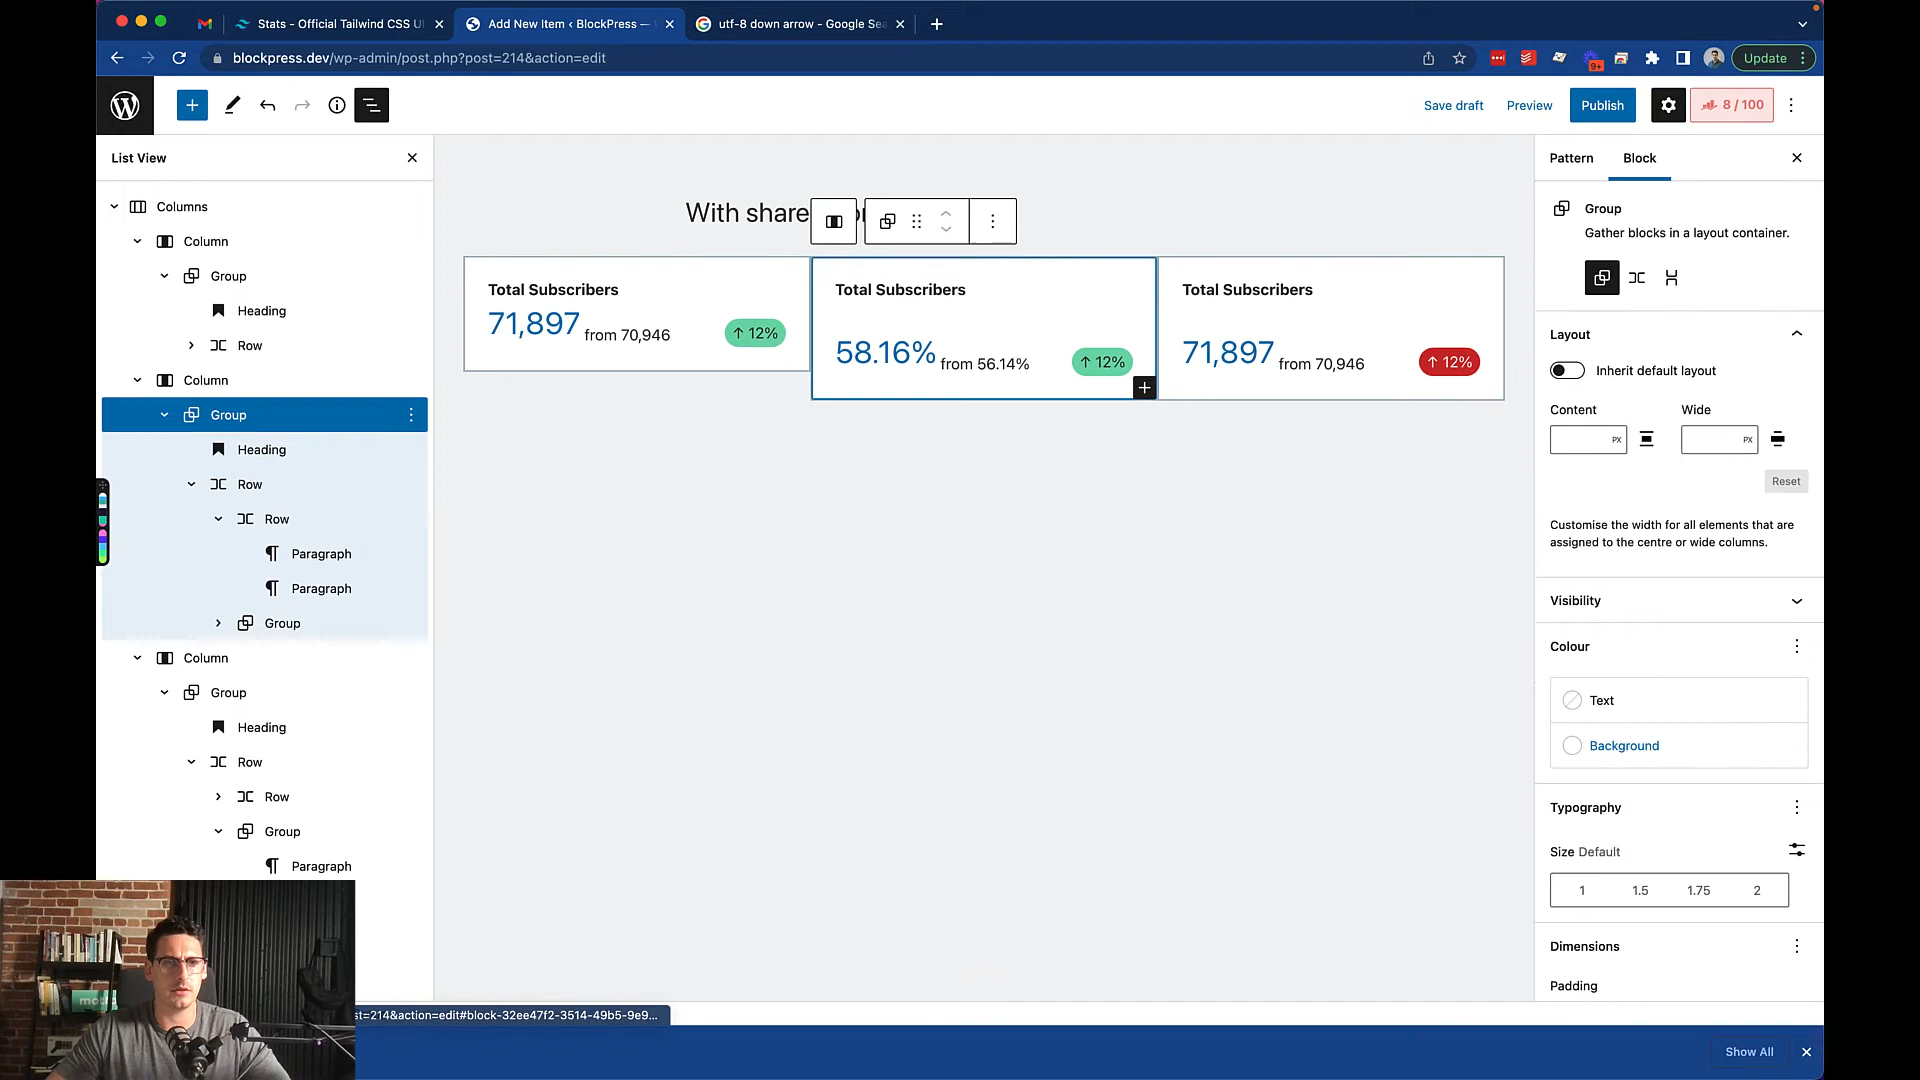 Stats - Official Tailwind CSS UI
Add New Item ‹ BlockPress —
utf-8 down arrow - Google Sea
blockpress.dev/wp-admin/post.php?post=214&action=edit
9+
Update
Save draft
Preview
Publish
8 / 100
List View
Columns
Column
Group
Heading
Row
Column
Group
Heading
Row
Row
Paragraph
Paragraph
Group
Column
Group
Heading
Row
Row
Group
Paragraph
With share
Total Subscribers
71,897 from 70,946
↑ 12%
Total Subscribers
58.16% from 56.14%
↑ 12%
Total Subscribers
71,897 from 70,946
↑ 12%
Pattern
Block
Group
Gather blocks in a layout container.
Layout
Inherit default layout
Content
Wide
PX
PX
Reset
Customise the width for all elements that are
assigned to the centre or wide columns.
Visibility
Colour
Text
Background
Typography
Size Default
1 1.5 1.75 2
Dimensions
Padding
st=214&action=edit#block-32ee47f2-3514-49b5-9e9...
Show All